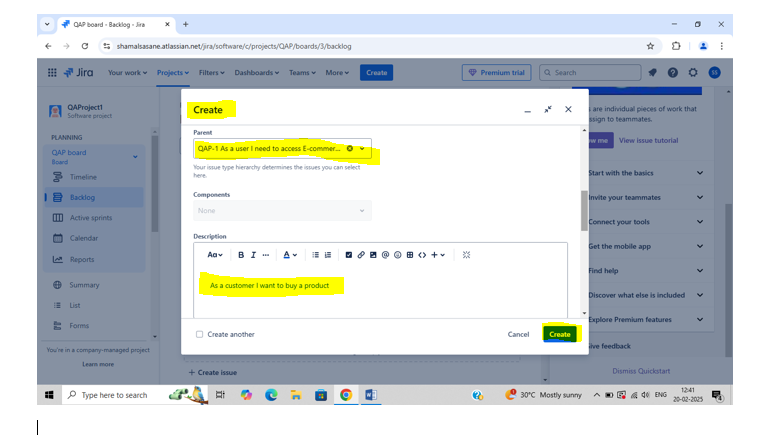 QAP board - Backlog - Jira
shamalsasane.atlassian.net/jira/software/c/projects/QAP/boards/3/backlog
Jira Your work Projects Filters Dashboards Teams More Create Premium trial Search
QAProject1
Software project
PLANNING
QAP board
Board
Timeline
Backlog
Active sprints
Calendar
Reports
Summary
List
Forms
You're in a company-managed project
Learn more
Create
Parent
QAP-1 As a user I need to access E-commer...
Your issue type hierarchy determines the issues you can select
here.
Components
None
Description
Aa B I ... A
As a customer I want to buy a product
Create another
Cancel Create
+ Create issue
are individual pieces of work that
ssign to teammates.
ow me View issue tutorial
Start with the basics
Invite your teammates
Connect your tools
Get the mobile app
Find help
Discover what else is included
Explore Premium features
Give feedback
Dismiss Quickstart
Type here to search
30°C Mostly sunny
ENG
12:41
20-02-2025